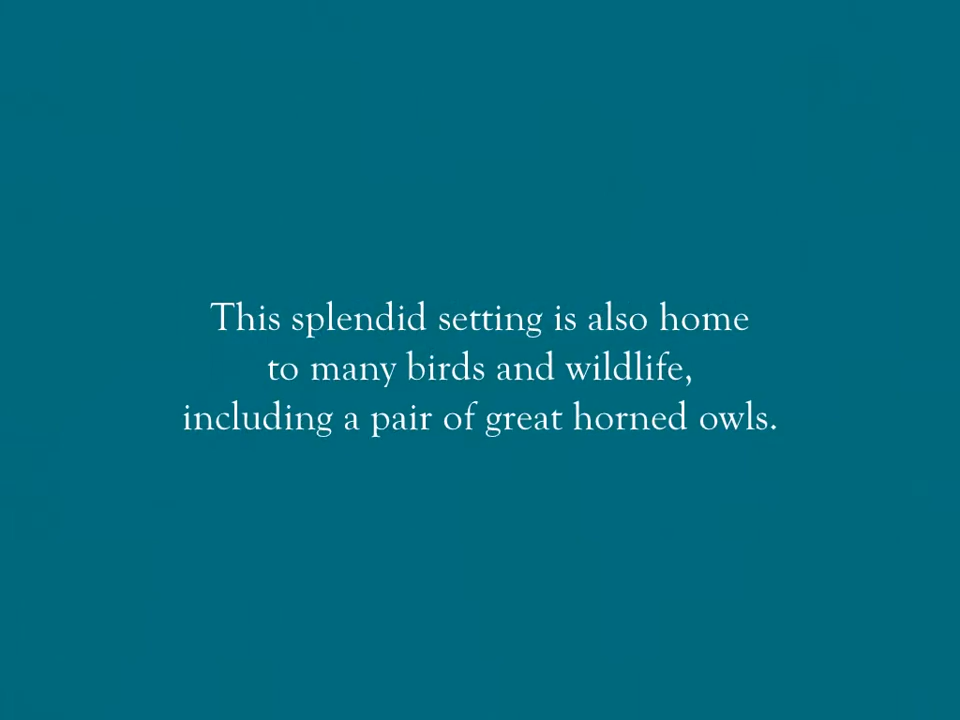 This splendid setting is also home
to many birds and wildlife,
including a pair of great horned owls.